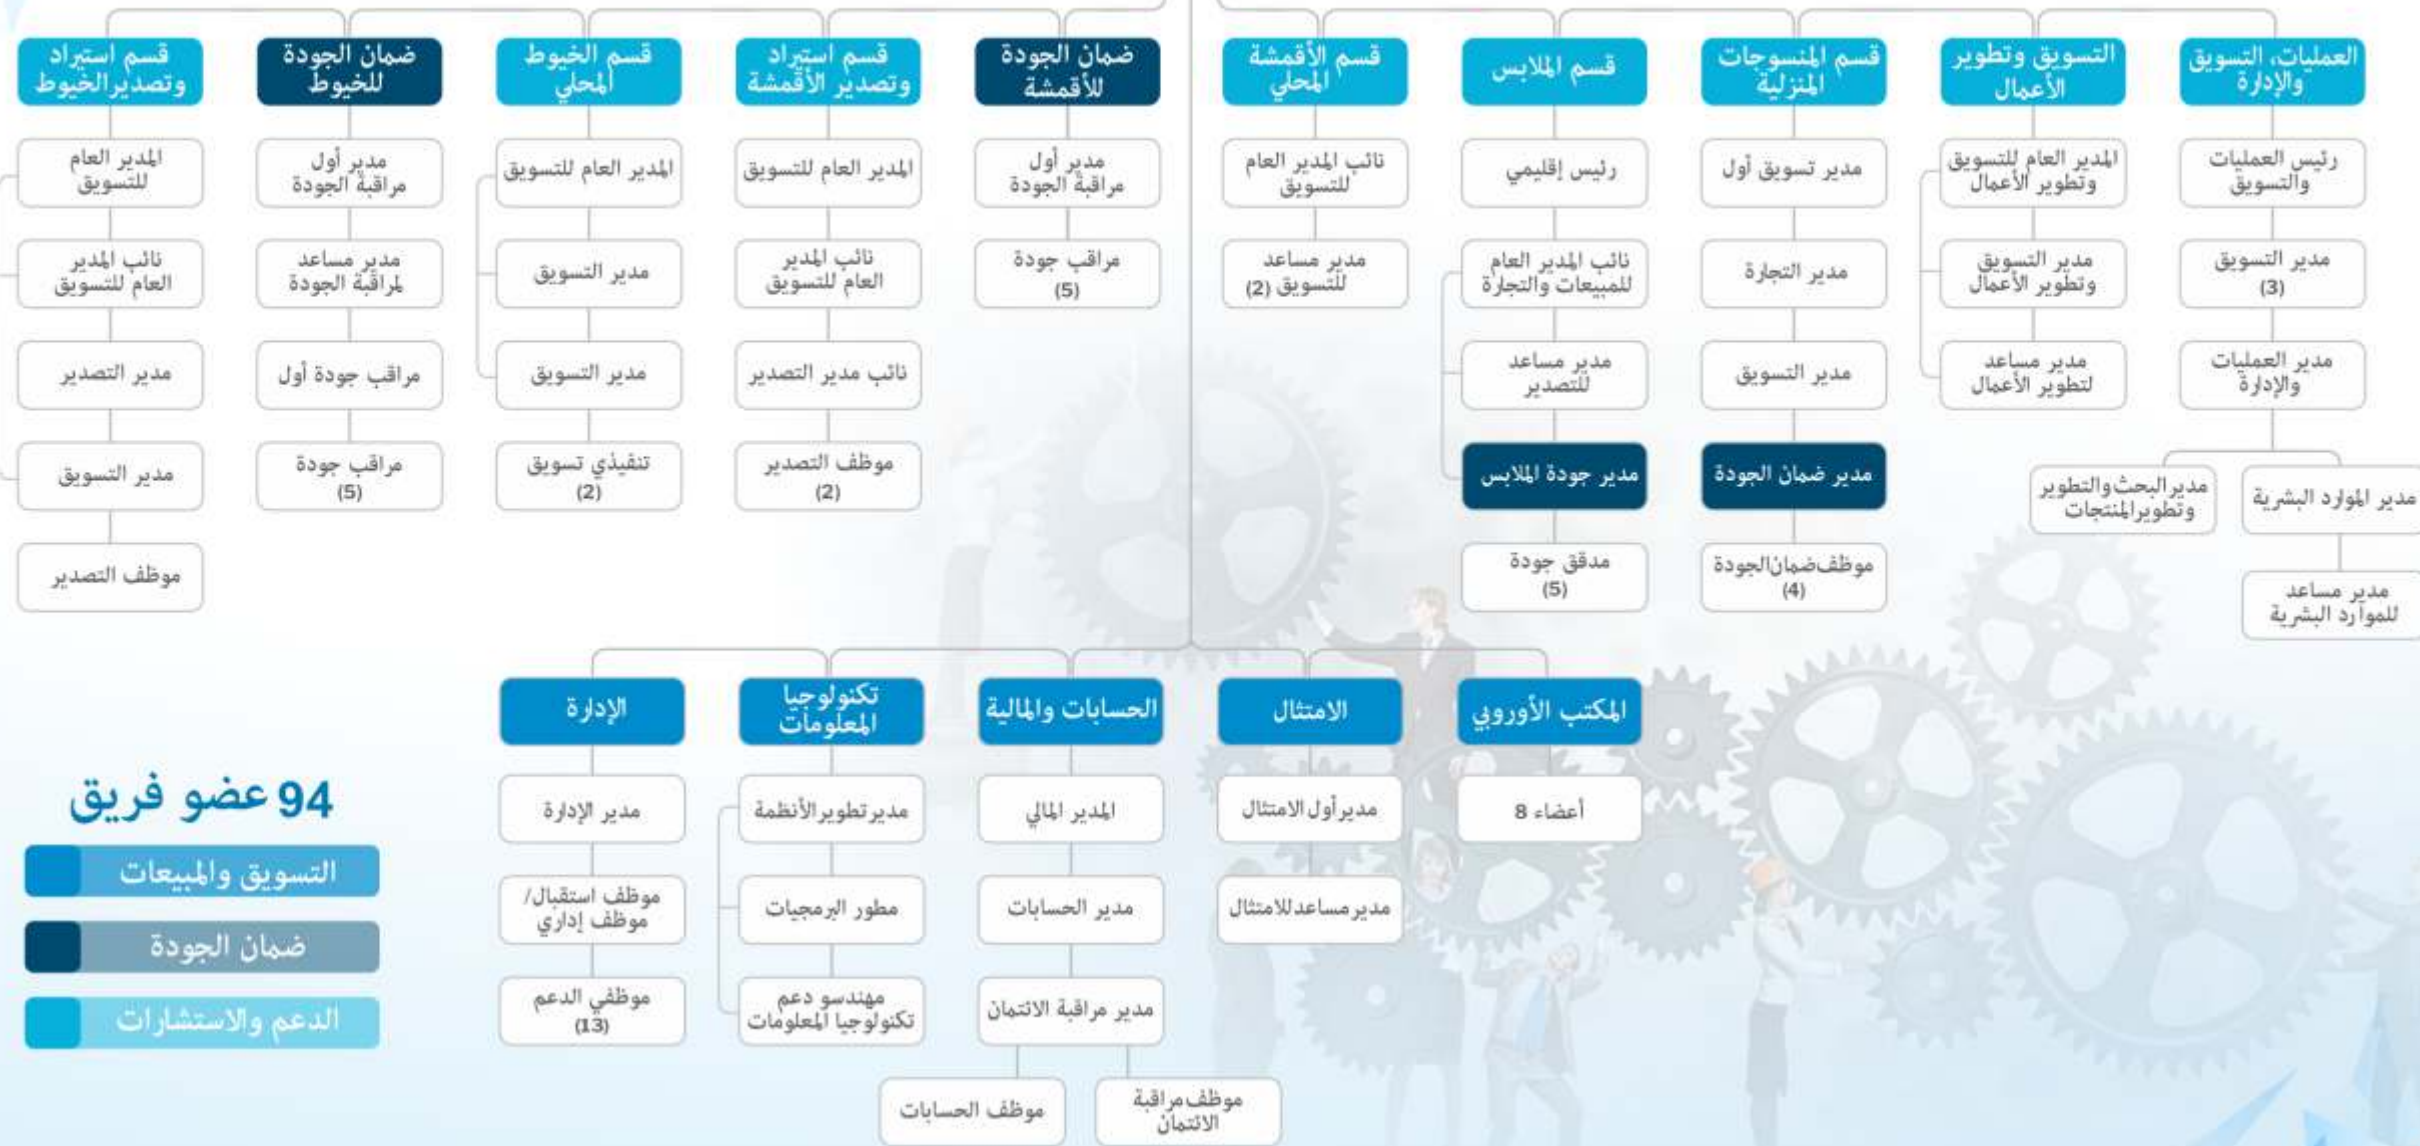 العمليات، التسويق
والإدارة
رئيس العمليات
والتسويق
مدير التسويق
(3)
مدير العمليات
والإدارة
مدير الموارد البشرية
مدير مساعد
للموارد البشرية
مدير البحث والتطوير
وتطوير المنتجات
التسويق وتطوير
الأعمال
المدير العام للتسويق
وتطوير الأعمال
مدير التسويق
وتطوير الأعمال
مدير مساعد
لتطوير الأعمال
قسم المنسوجات
المنزلية
مدير تسويق أول
مدير التجارة
مدير التسويق
مدير ضمان الجودة
موظف ضمان الجودة
(4)
قسم الملابس
رئيس إقليمي
نائب المدير العام
للمبيعات والتجارة
مدير مساعد
للتصدير
مدير جودة الملابس
مدقق جودة
(5)
قسم الأقمشة
المحلي
نائب المدير العام
للتسويق
مدير مساعد
للتسويق (2)
ضمان الجودة
للأقمشة
مدير أول
مراقبة الجودة
مراقب جودة
(5)
قسم استيراد
وتصدير الأقمشة
المدير العام للتسويق
نائب المدير
العام للتسويق
نائب مدير التصدير
موظف التصدير
(2)
قسم الخيوط
المحلي
المدير العام للتسويق
مدير التسويق
مدير التسويق
تنفيذي تسويق
(2)
ضمان الجودة
للخيوط
مدير أول
مراقبة الجودة
مدير مساعد
لمراقبة الجودة
مراقب جودة أول
مراقب جودة
(5)
قسم استيراد
وتصدير الخيوط
المدير العام
للتسويق
نائب المدير
العام للتسويق
مدير التصدير
مدير التسويق
موظف التصدير
المكتب الأوروبي
أعضاء 8
الامتثال
مدير أول الامتثال
مدير مساعد للامتثال
الحسابات والمالية
المدير المالي
مدير الحسابات
مدير مراقبة الائتمان
موظف مراقبة
الائتمان
موظف الحسابات
تكنولوجيا
المعلومات
مدير تطوير الأنظمة
مطور البرمجيات
مهندسو دعم
تكنولوجيا المعلومات
الإدارة
مدير الإدارة
موظف استقبال/
موظف إداري
موظفي الدعم
(13)
94 عضو فريق
التسويق والمبيعات
ضمان الجودة
الدعم والاستشارات